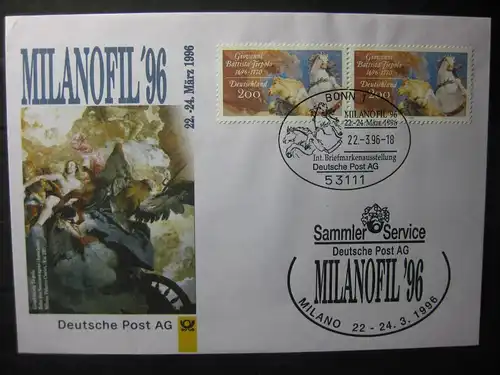 MILANOFIL '96
22.-24. März 1996
Deutsche Post AG
Giovanni
Battista Tiepolo
1696-1770
Deutschland
200
Giovanni
Battista Tiepolo
1696-1770
Deutschland
200
BONN 1
MILANOFIL '96
22.-24. März 1996
22.-3.96-18
Int. Briefmarkenausstellung
Deutsche Post AG
53111
Sammler Service
Deutsche Post AG
MILANOFIL '96
MILANO 22 - 24.3.1996